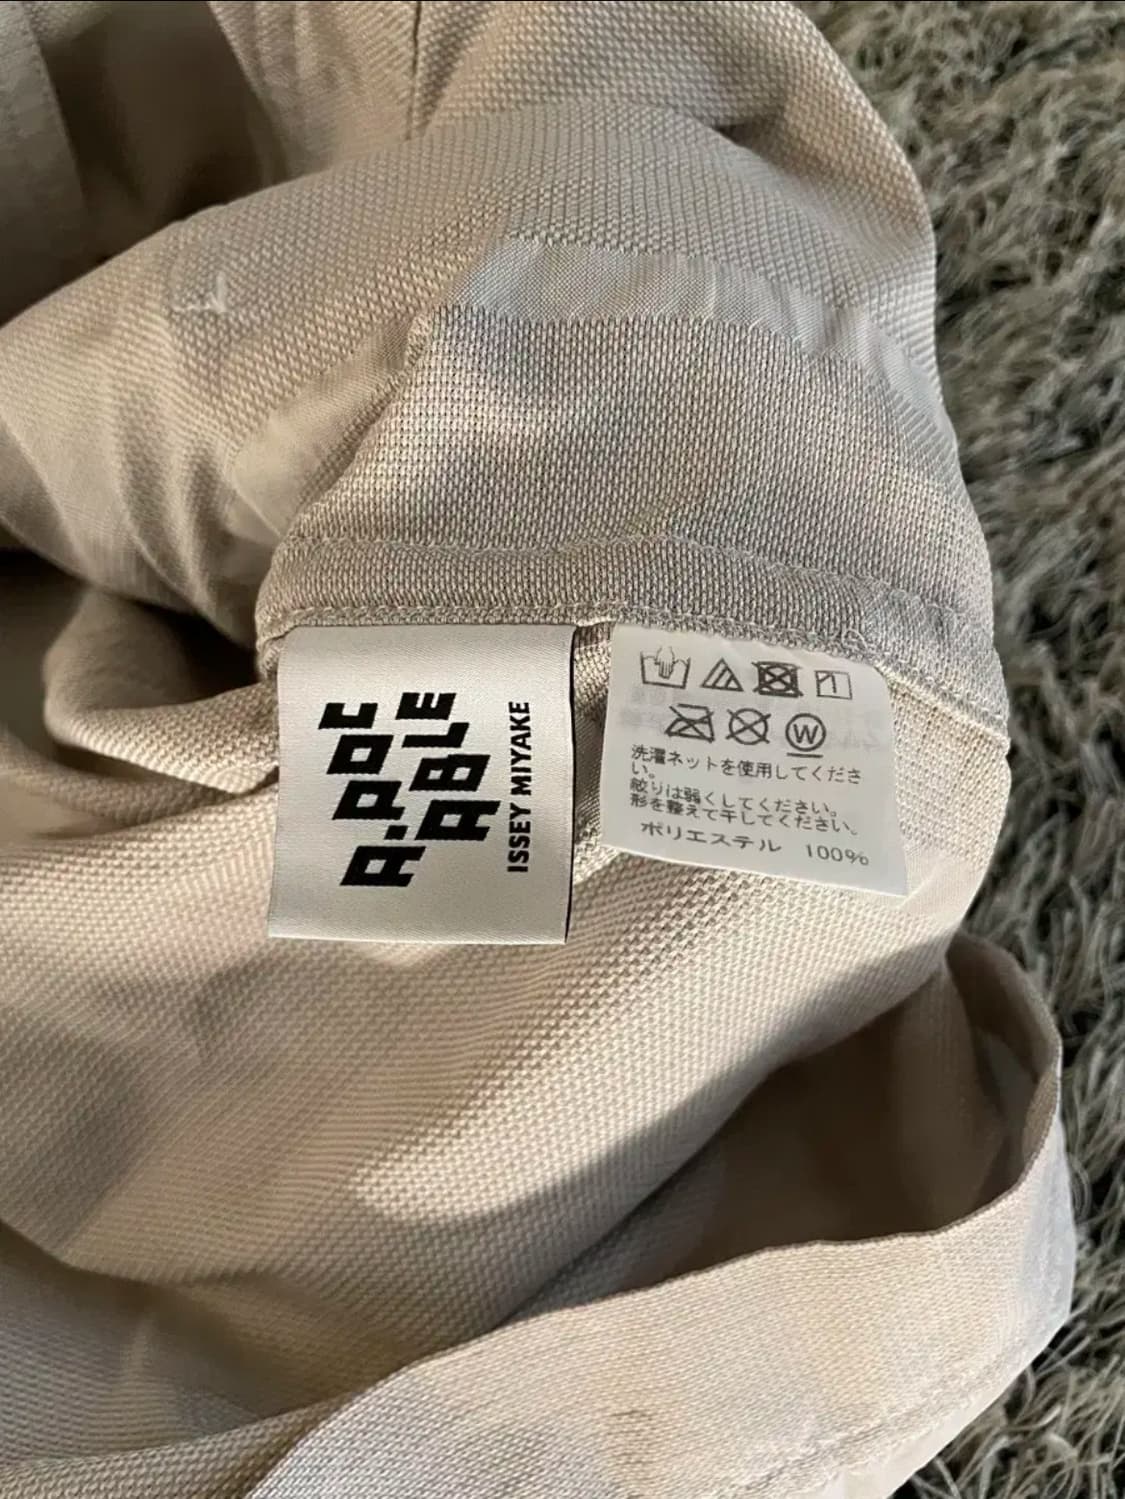 A.POC
ABLE
ISSEY MIYAKE
W
洗濯ネットを使用してくださ
い。
絞りは弱くしてください。
形を整えて干してください。
ポリエステル 100%